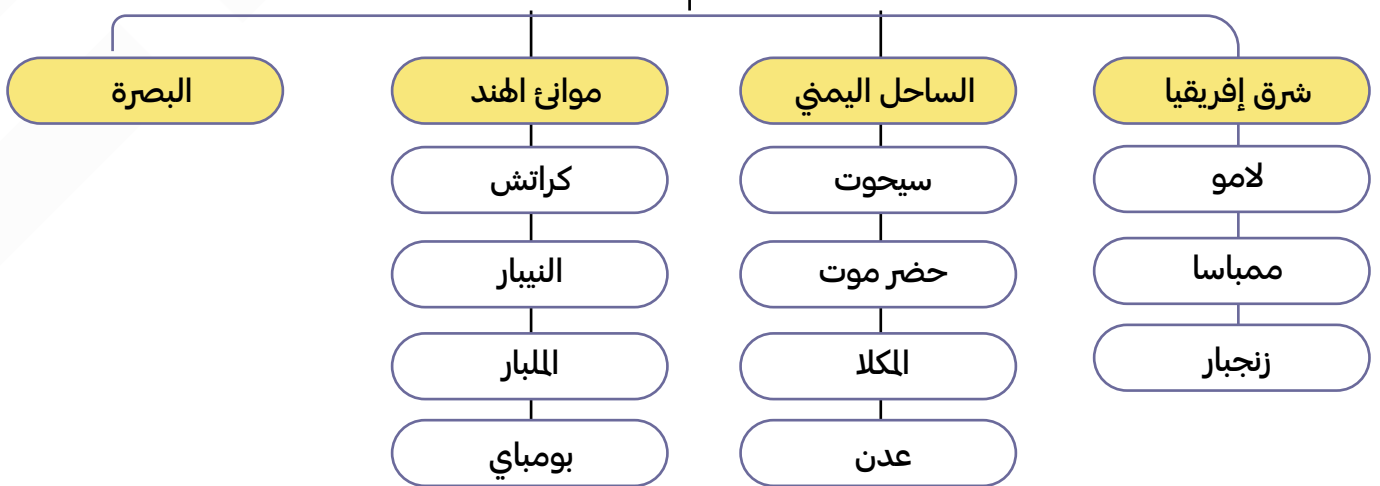 شرق إفريقيا
الساحل اليمني
موانئ الهند
البصرة
لامو
سيحوت
كراتش
ممباسا
حضر موت
النيبار
زنجبار
المكلا
الملبار
عدن
بومباي